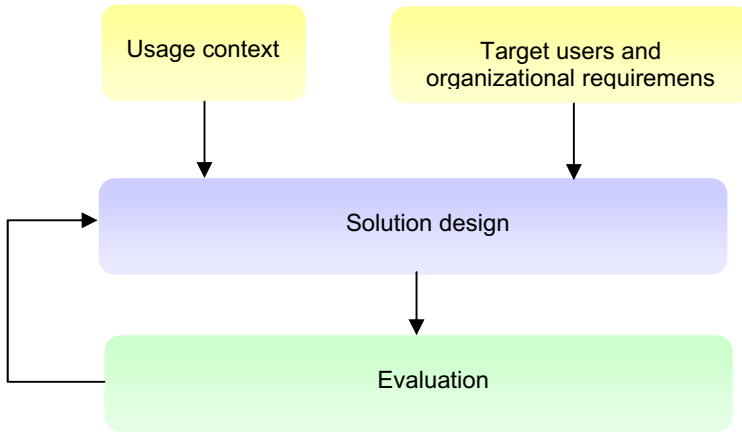 Usage context
Target users and
organizational requiremens
Solution design
Evaluation